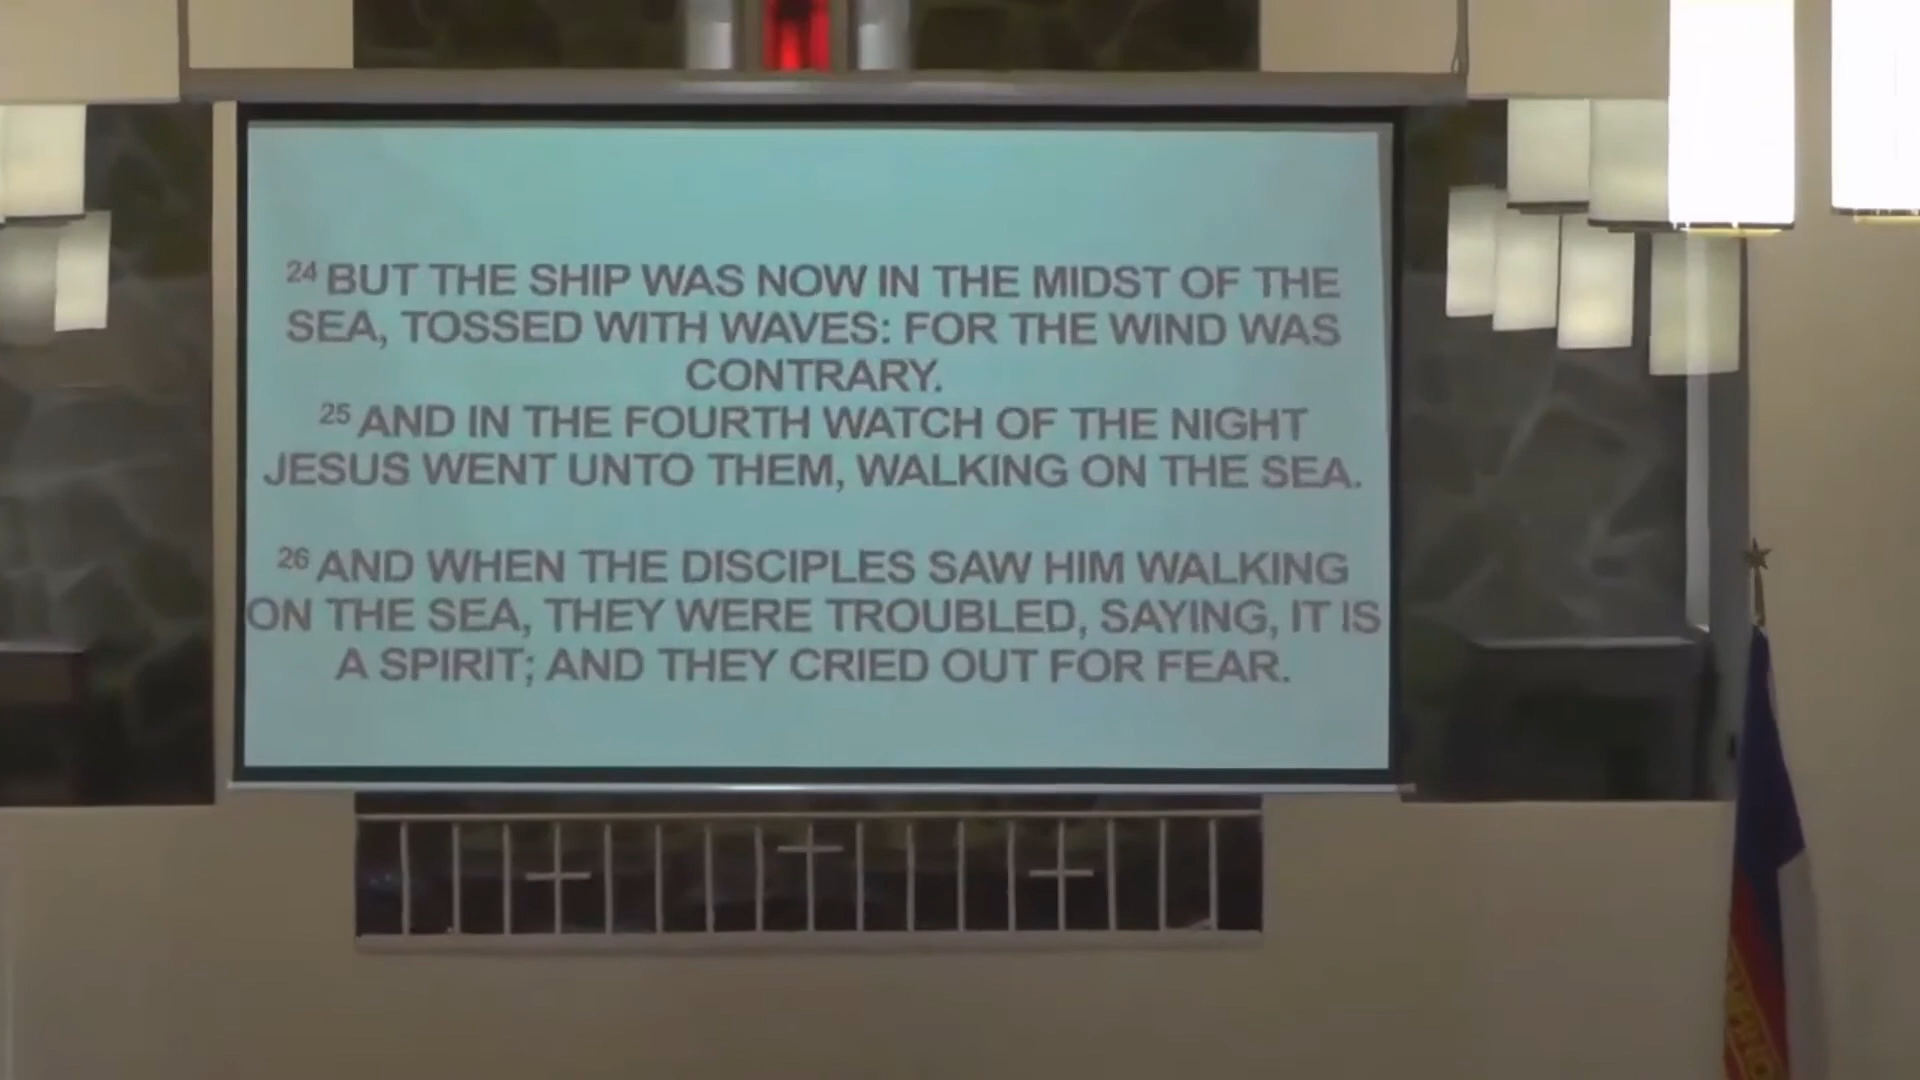 24 BUT THE SHIP WAS NOW IN THE MIDST OF THE
SEA, TOSSED WITH WAVES: FOR THE WIND WAS
CONTRARY.
25 AND IN THE FOURTH WATCH OF THE NIGHT
JESUS WENT UNTO THEM, WALKING ON THE SEA.
26 AND WHEN THE DISCIPLES SAW HIM WALKING
ON THE SEA, THEY WERE TROUBLED, SAYING, IT IS
A SPIRIT; AND THEY CRIED OUT FOR FEAR.